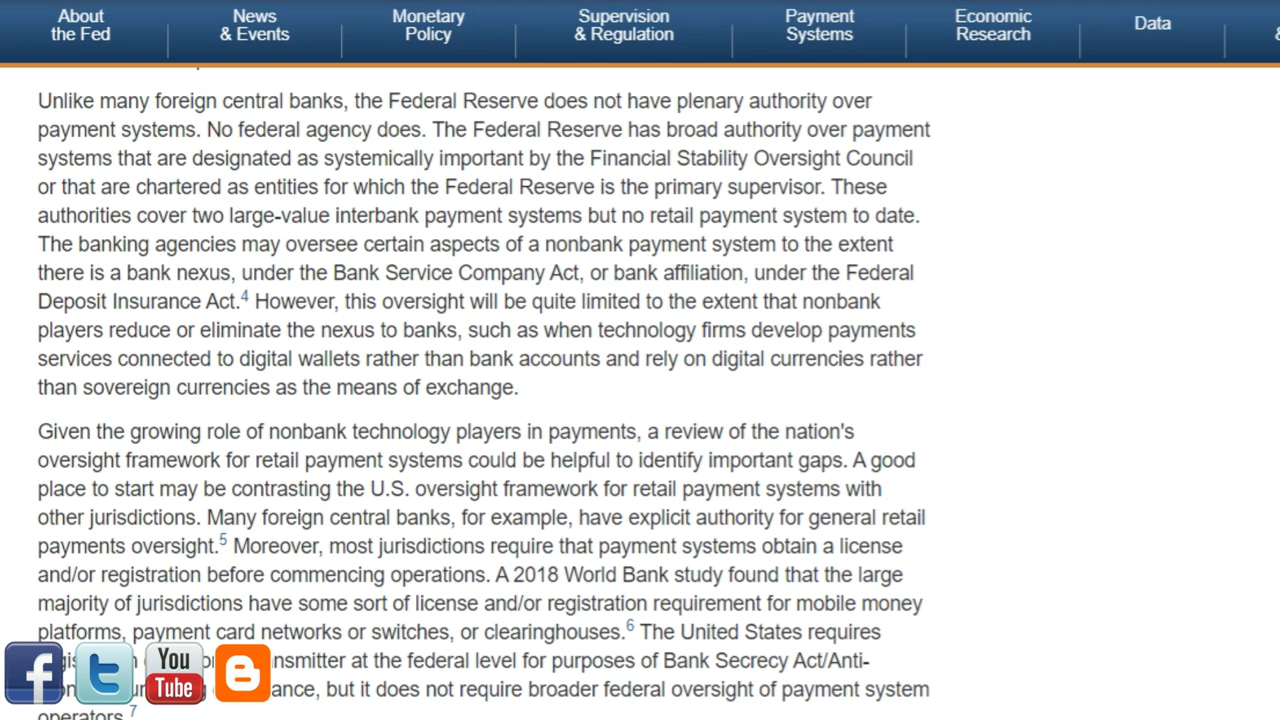 About
the Fed
News
& Events
Monetary
Policy
Supervision
& Regulation
Payment
Systems
Economic
Research
Data
&
Unlike many foreign central banks, the Federal Reserve does not have plenary authority over
payment systems. No federal agency does. The Federal Reserve has broad authority over payment
systems that are designated as systemically important by the Financial Stability Oversight Council
or that are chartered as entities for which the Federal Reserve is the primary supervisor. These
authorities cover two large-value interbank payment systems but no retail payment system to date.
The banking agencies may oversee certain aspects of a nonbank payment system to the extent
there is a bank nexus, under the Bank Service Company Act, or bank affiliation, under the Federal
Deposit Insurance Act.4 However, this oversight will be quite limited to the extent that nonbank
players reduce or eliminate the nexus to banks, such as when technology firms develop payments
services connected to digital wallets rather than bank accounts and rely on digital currencies rather
than sovereign currencies as the means of exchange.
Given the growing role of nonbank technology players in payments, a review of the nation's
oversight framework for retail payment systems could be helpful to identify important gaps. A good
place to start may be contrasting the U.S. oversight framework for retail payment systems with
other jurisdictions. Many foreign central banks, for example, have explicit authority for general retail
payments oversight.5 Moreover, most jurisdictions require that payment systems obtain a license
and/or registration before commencing operations. A 2018 World Bank study found that the large
majority of jurisdictions have some sort of license and/or registration requirement for mobile money
platforms, payment card networks or switches, or clearinghouses.6 The United States requires
at the federal level for purposes of Bank Secrecy Act/Anti-
but it does not require broader federal oversight of payment system
operators.7
f
t
You
Tube
B